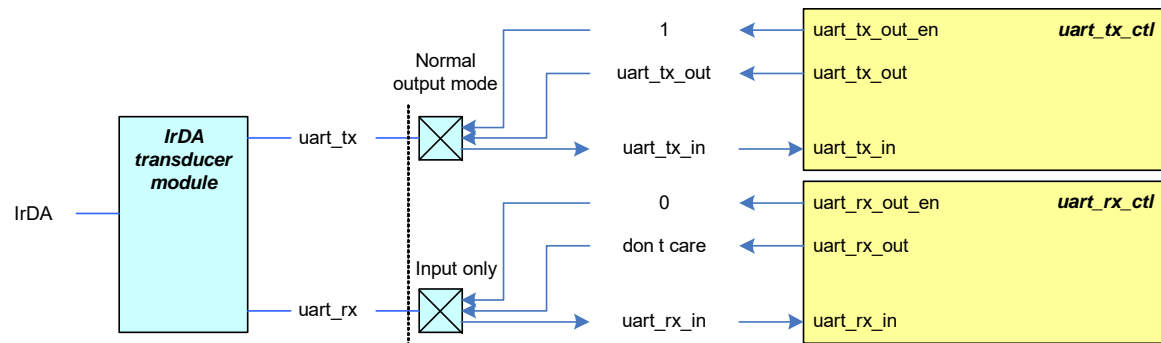 1
uart_tx_out_en
uart_tx_ctl
Normal
output mode
uart_tx_out
uart_tx_out
IrDA
transducer
module
uart_tx
uart_tx_in
uart_tx_in
IrDA
0
uart_rx_out_en
uart_rx_ctl
don t care
uart_rx_out
Input only
uart_rx
uart_rx_in
uart_rx_in